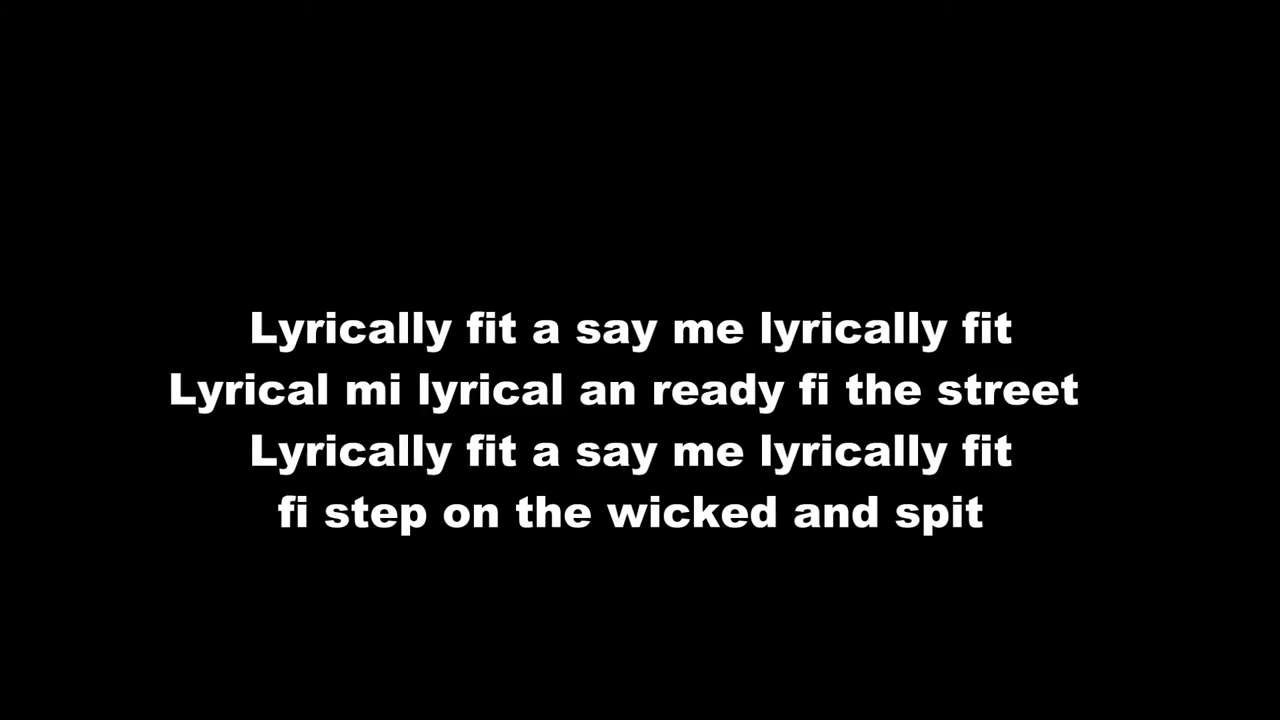 Lyrically fit a say me lyrically fit
Lyrical mi lyrical an ready fi the street
Lyrically fit a say me lyrically fit
fi step on the wicked and spit